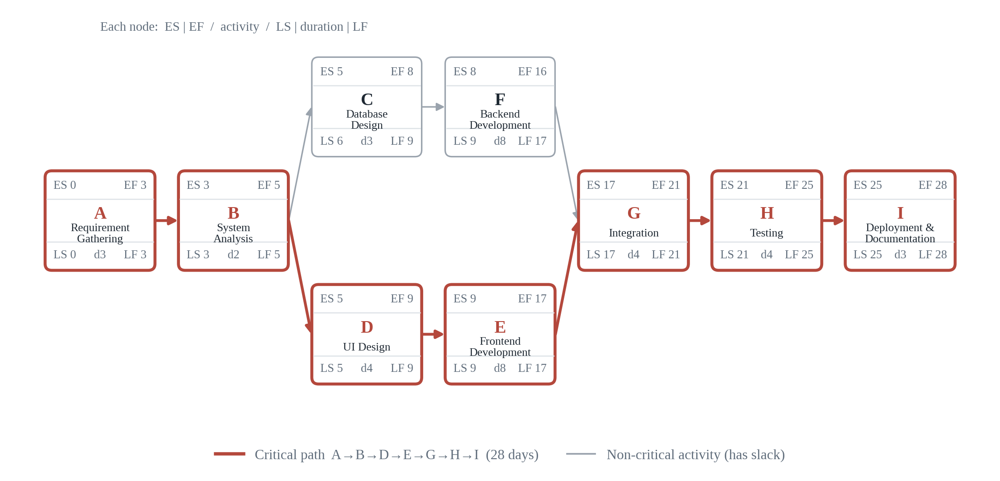 Each node:  ES | EF  /  activity  /  LS | duration | LF
ES 5 EF 8
C
Database
Design
LS 6 d3 LF 9
ES 8 EF 16
F
Backend
Development
LS 9 d8 LF 17
ES 0 EF 3
A
Requirement
Gathering
LS 0 d3 LF 3
ES 3 EF 5
B
System
Analysis
LS 3 d2 LF 5
ES 17 EF 21
G
Integration
LS 17 d4 LF 21
ES 21 EF 25
H
Testing
LS 21 d4 LF 25
ES 25 EF 28
I
Deployment &
Documentation
LS 25 d3 LF 28
ES 5 EF 9
D
UI Design
LS 5 d4 LF 9
ES 9 EF 17
E
Frontend
Development
LS 9 d8 LF 17
Critical path  A→B→D→E→G→H→I  (28 days)
Non-critical activity (has slack)